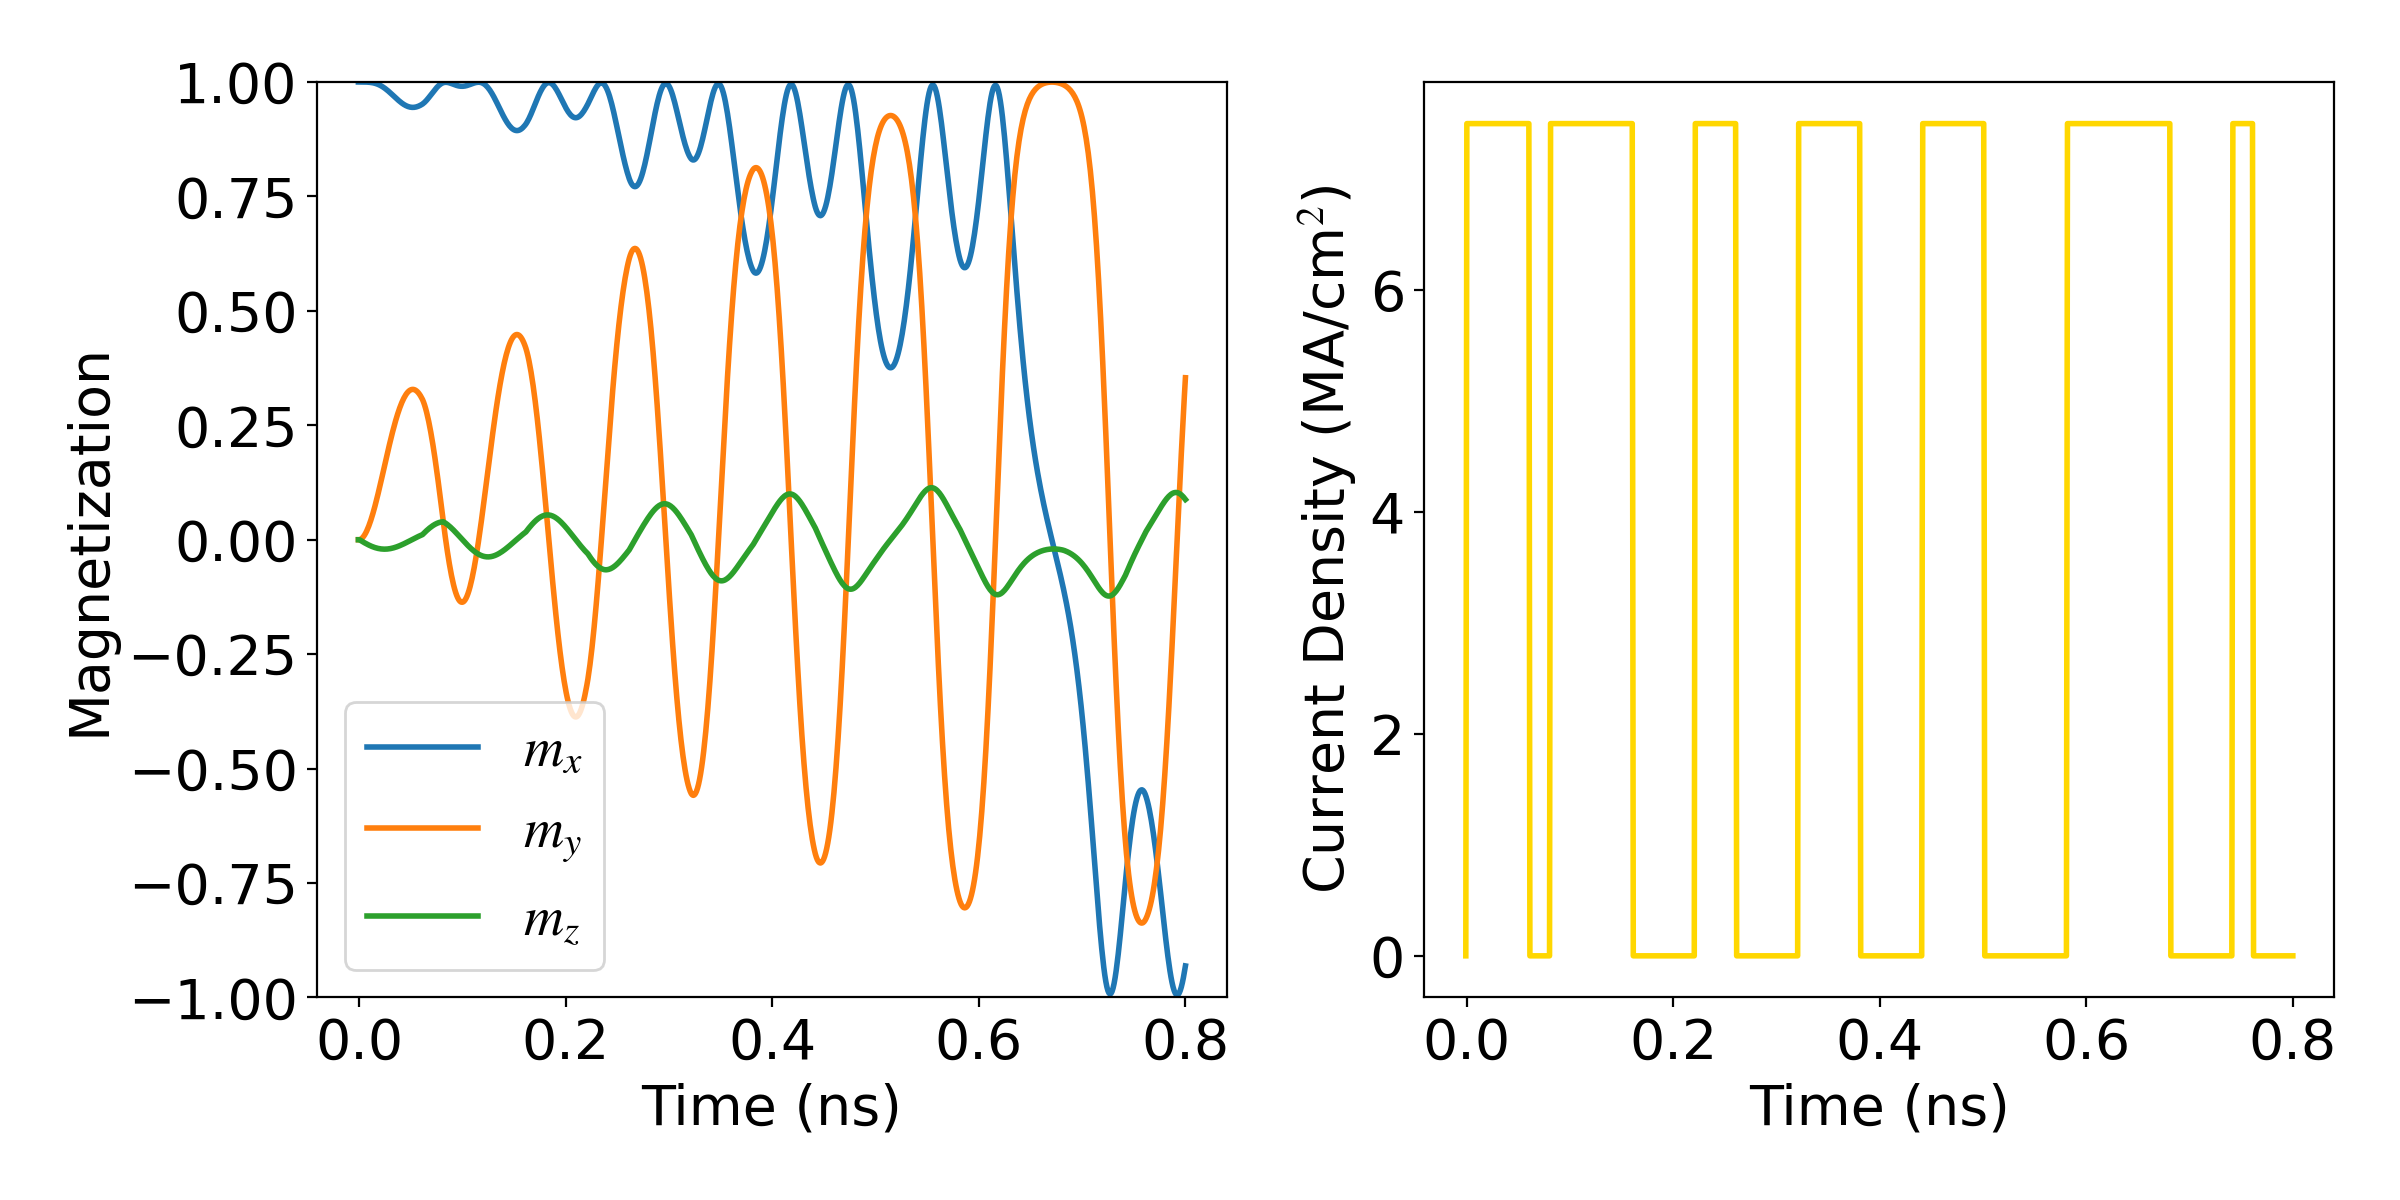 1.00
0.75
0.50
0.25
0.00
−0.25
−0.50
−0.75
−1.00
Magnetization
m_x
m_y
m_z
0.0 0.2 0.4 0.6 0.8
Time (ns)
Current Density (MA/cm²)
6
4
2
0
0.0 0.2 0.4 0.6 0.8
Time (ns)